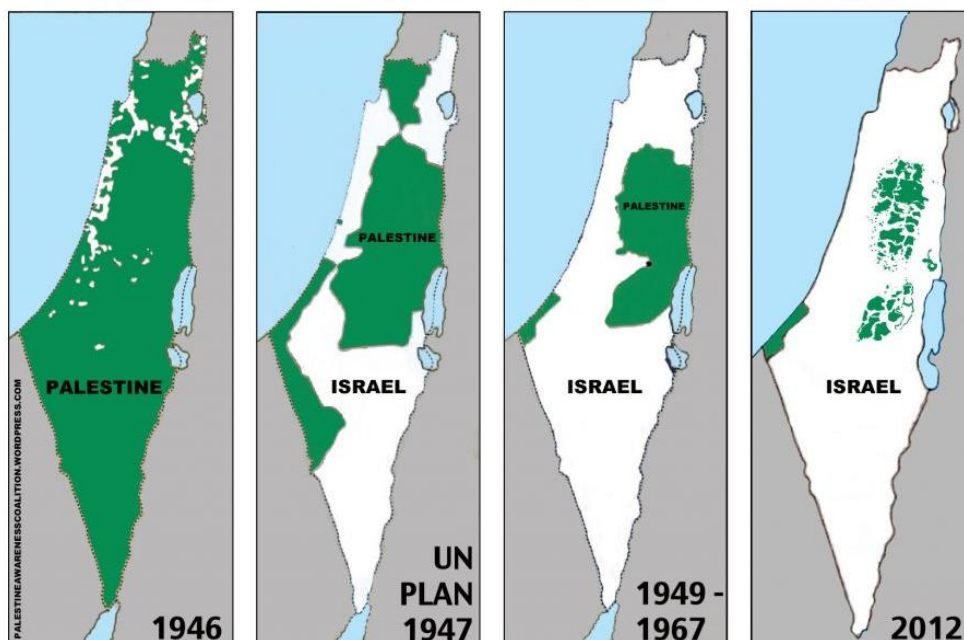 PALESTINEAWARENESSCOALITION.WORDPRESS.COM
PALESTINE
1946
PALESTINE
ISRAEL
UN
PLAN
1947
PALESTINE
ISRAEL
1949 -
1967
ISRAEL
2012